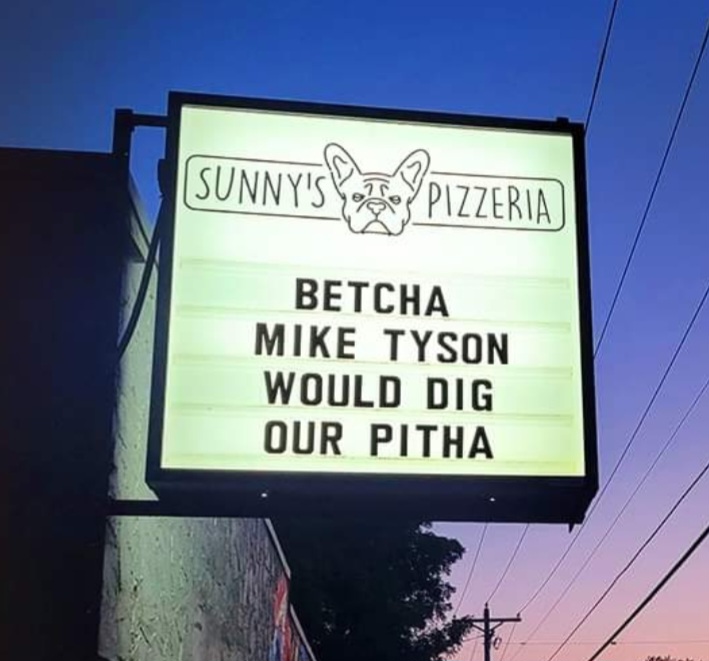 SUNNY'S PIZZERIA
BETCHA
MIKE TYSON
WOULD DIG
OUR PITHA